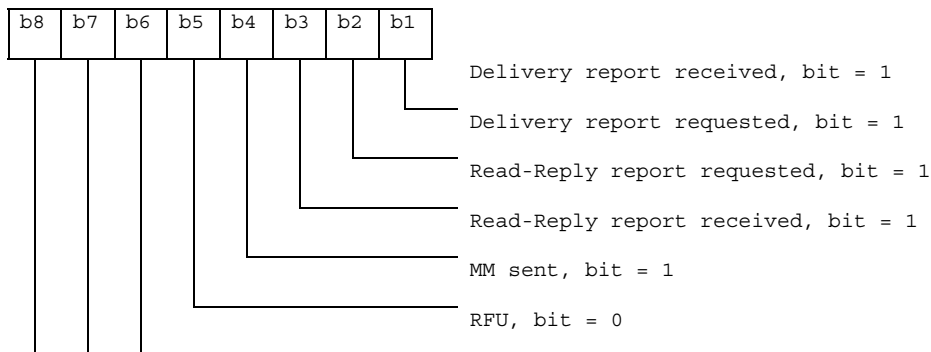 b8 b7 b6 b5 b4 b3 b2 b1
Delivery report received, bit = 1
Delivery report requested, bit = 1
Read-Reply report requested, bit = 1
Read-Reply report received, bit = 1
MM sent, bit = 1
RFU, bit = 0